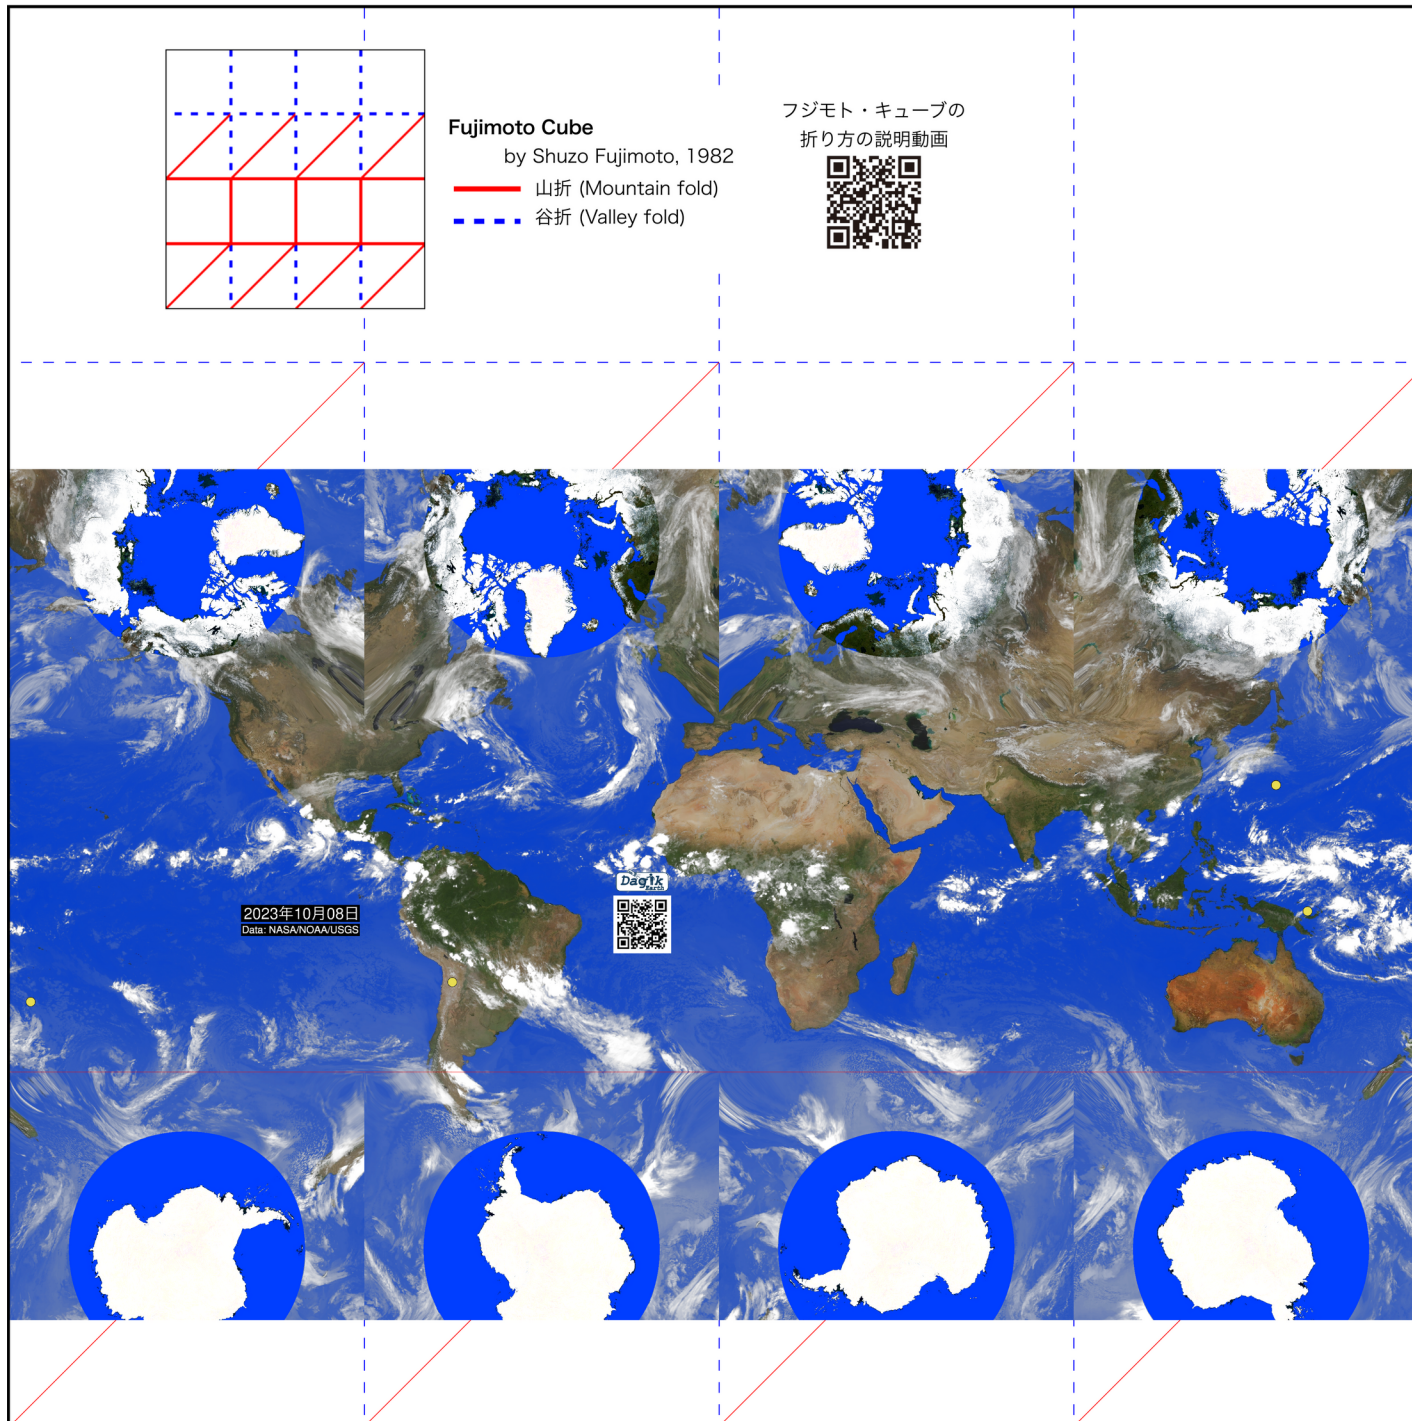 Fujimoto Cube
by Shuzo Fujimoto, 1982
山折 (Mountain fold)
谷折 (Valley fold)
フジモト・キューブの
折り方の説明動画
Dagik
Earth
2023年10月08日
Data: NASA/NOAA/USGS